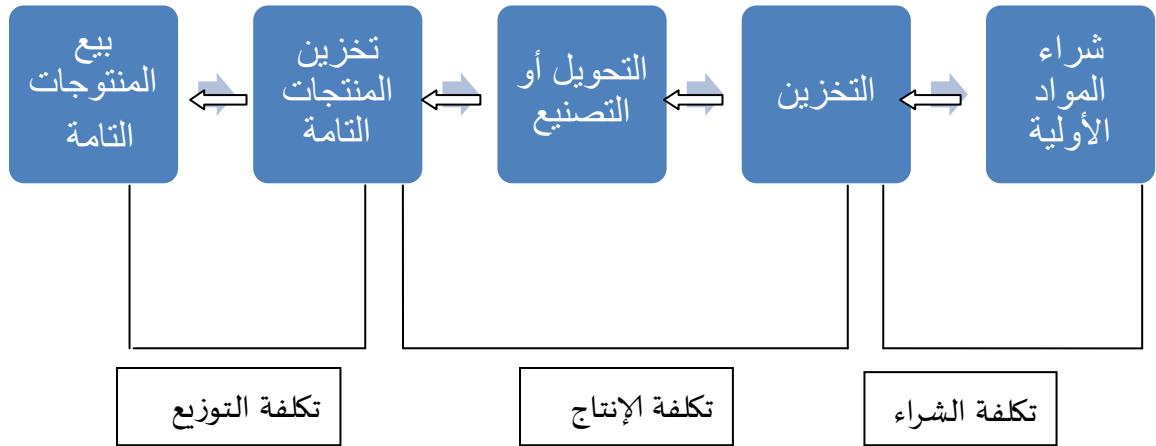 شراء
المواد
الأولية
التخزين
التحويل أو
التصنيع
تخزين
المنتجات
التامة
بيع
المنتوجات
التامة
تكلفة الشراء
تكلفة الإنتاج
تكلفة التوزيع